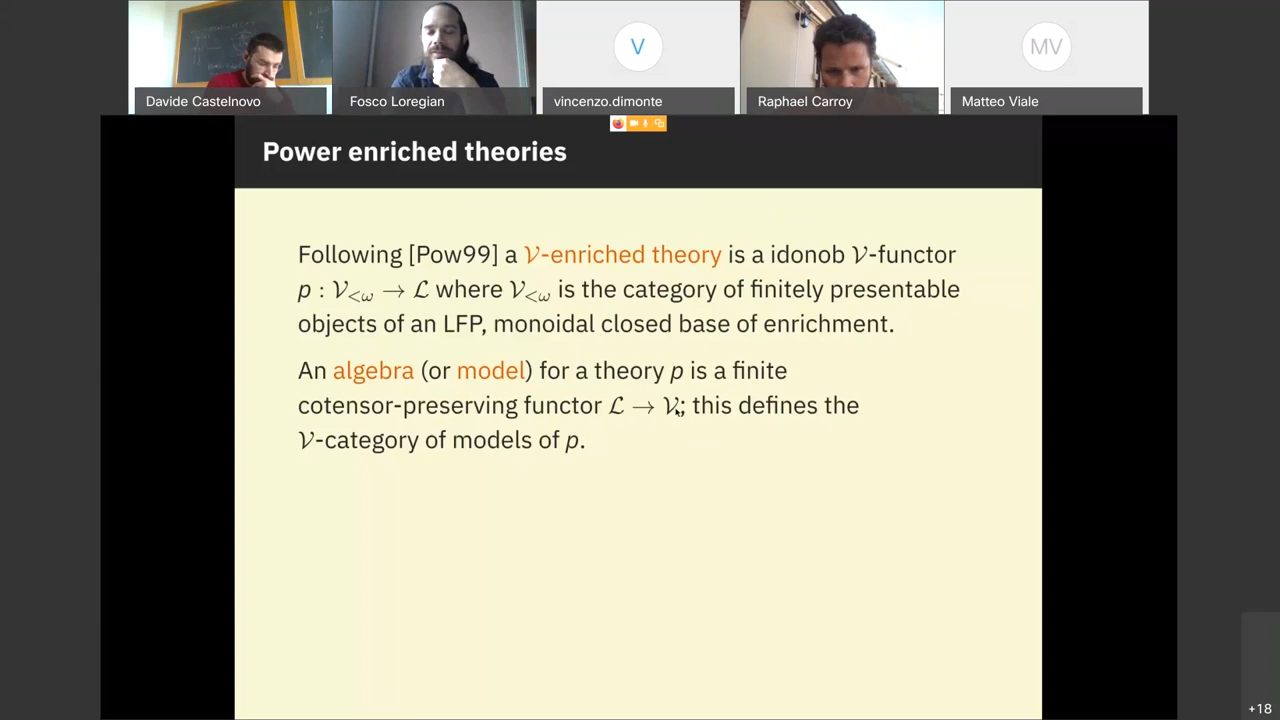 Davide Castelnovo
Fosco Loregian
V
vincenzo.dimonte
Raphael Carroy
MV
Matteo Viale
Power enriched theories
Following [Pow99] a 𝒱-enriched theory is a idonob 𝒱-functor
p : 𝒱<ω → ℒ where 𝒱<ω is the category of finitely presentable
objects of an LFP, monoidal closed base of enrichment.
An algebra (or model) for a theory p is a finite
cotensor-preserving functor ℒ → 𝒱; this defines the
𝒱-category of models of p.
+18